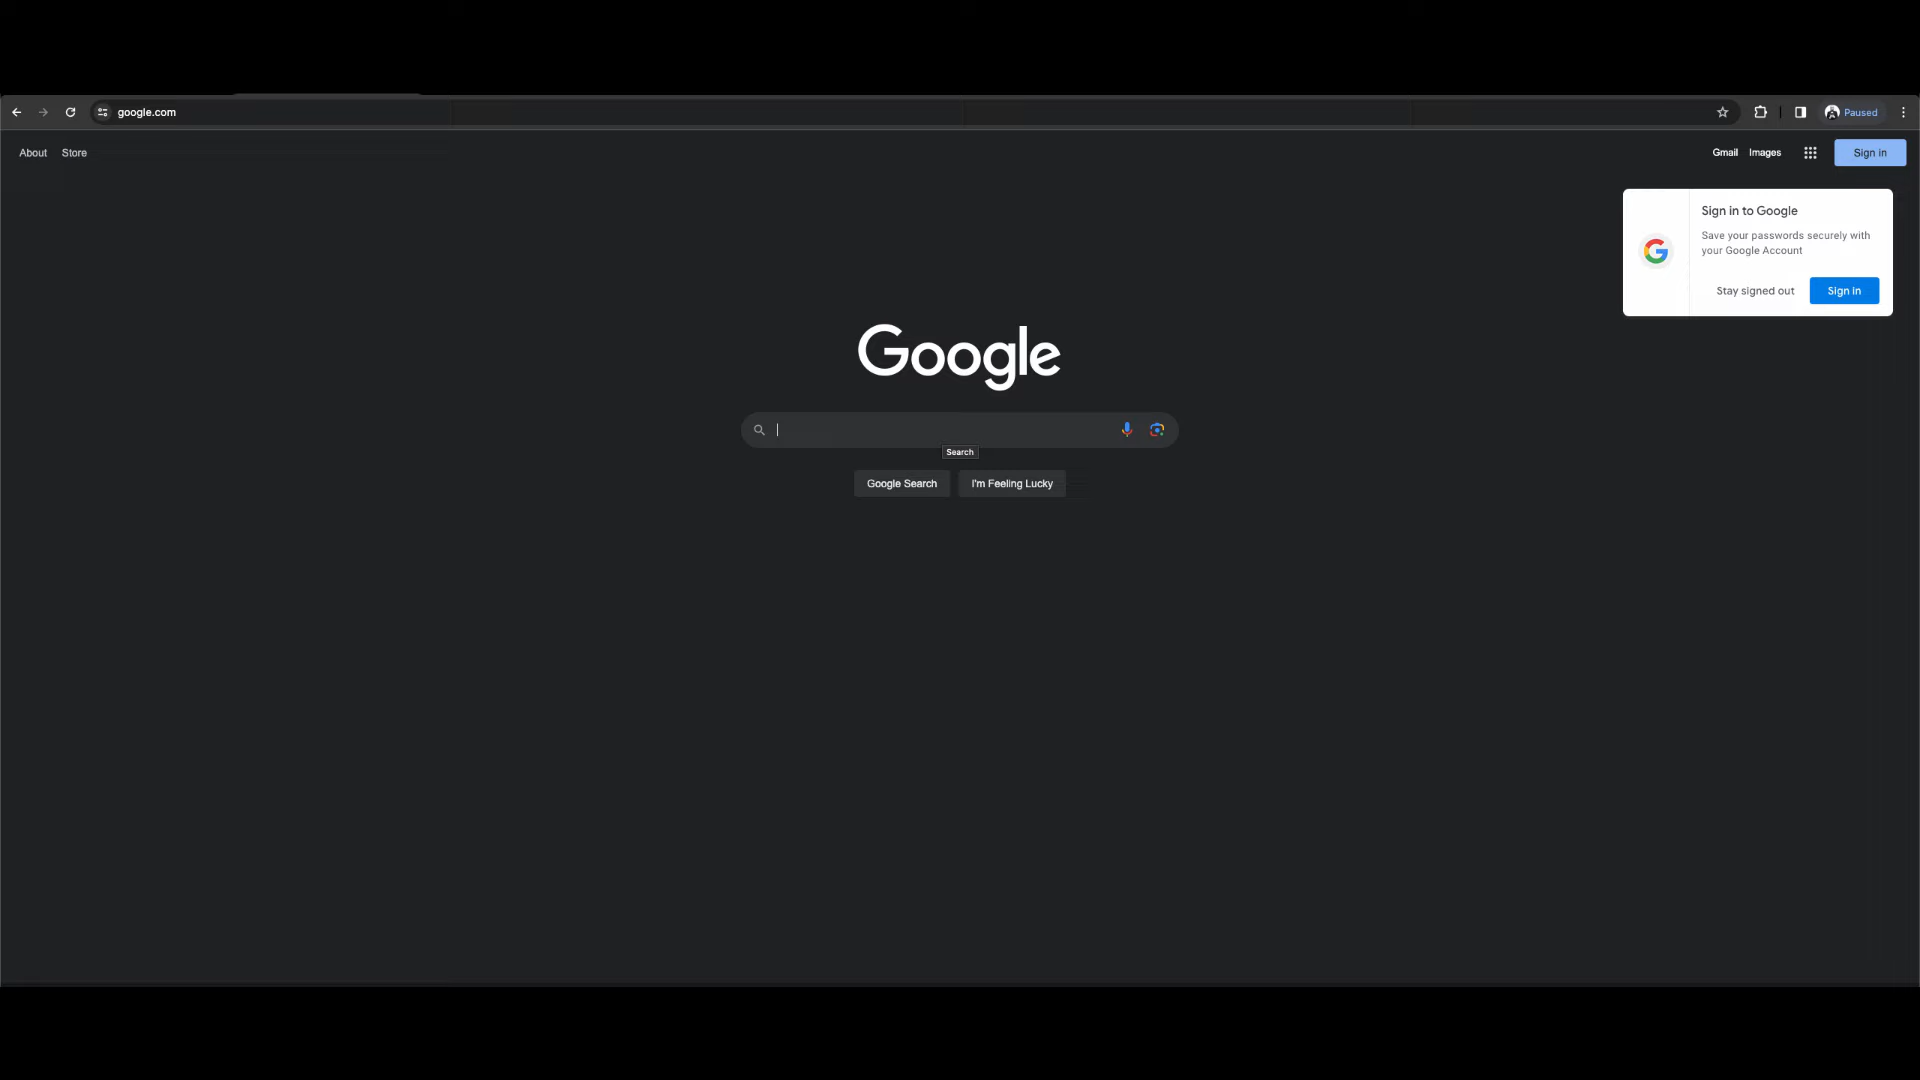 google.com
Paused
About
Store
Gmail
Images
Sign in
Sign in to Google
Save your passwords securely with
your Google Account
Stay signed out
Sign in
Google
Search
Google Search
I'm Feeling Lucky